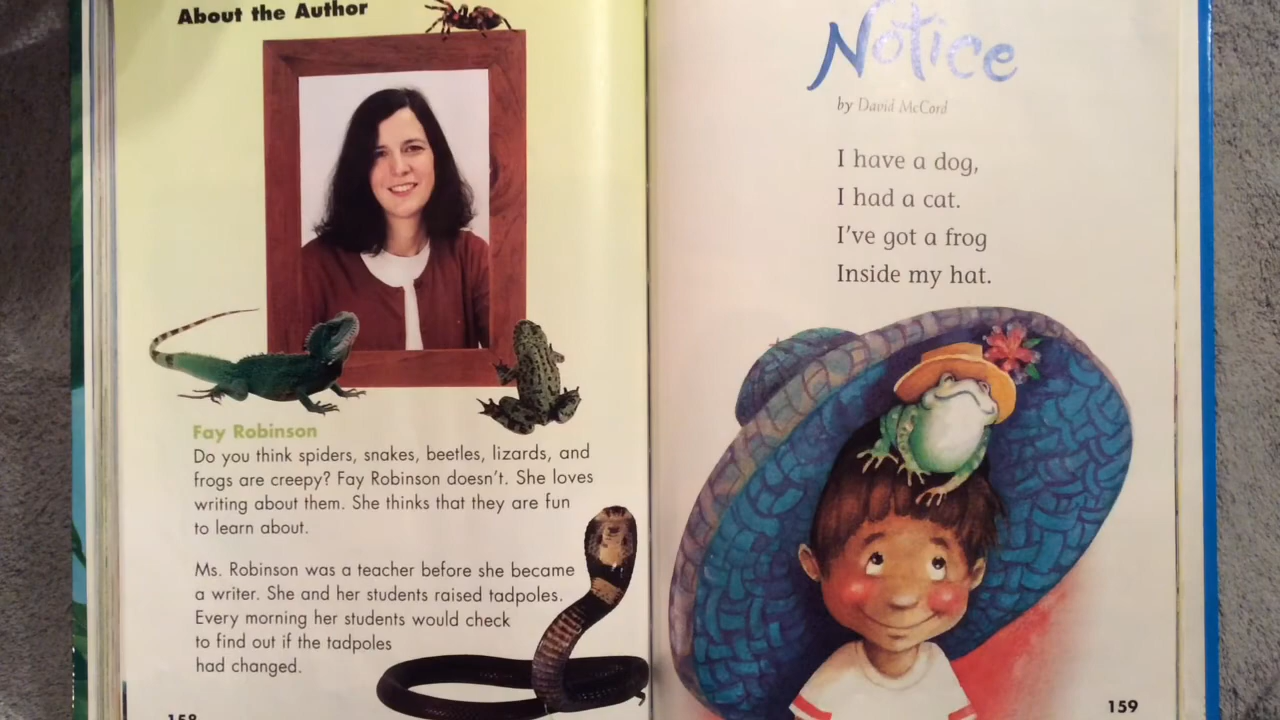 About the Author
Fay Robinson
Do you think spiders, snakes, beetles, lizards, and
frogs are creepy? Fay Robinson doesn't. She loves
writing about them. She thinks that they are fun
to learn about.
Ms. Robinson was a teacher before she became
a writer. She and her students raised tadpoles.
Every morning her students would check
to find out if the tadpoles
had changed.
158
Notice
by David McCord
I have a dog,
I had a cat.
I've got a frog
Inside my hat.
159